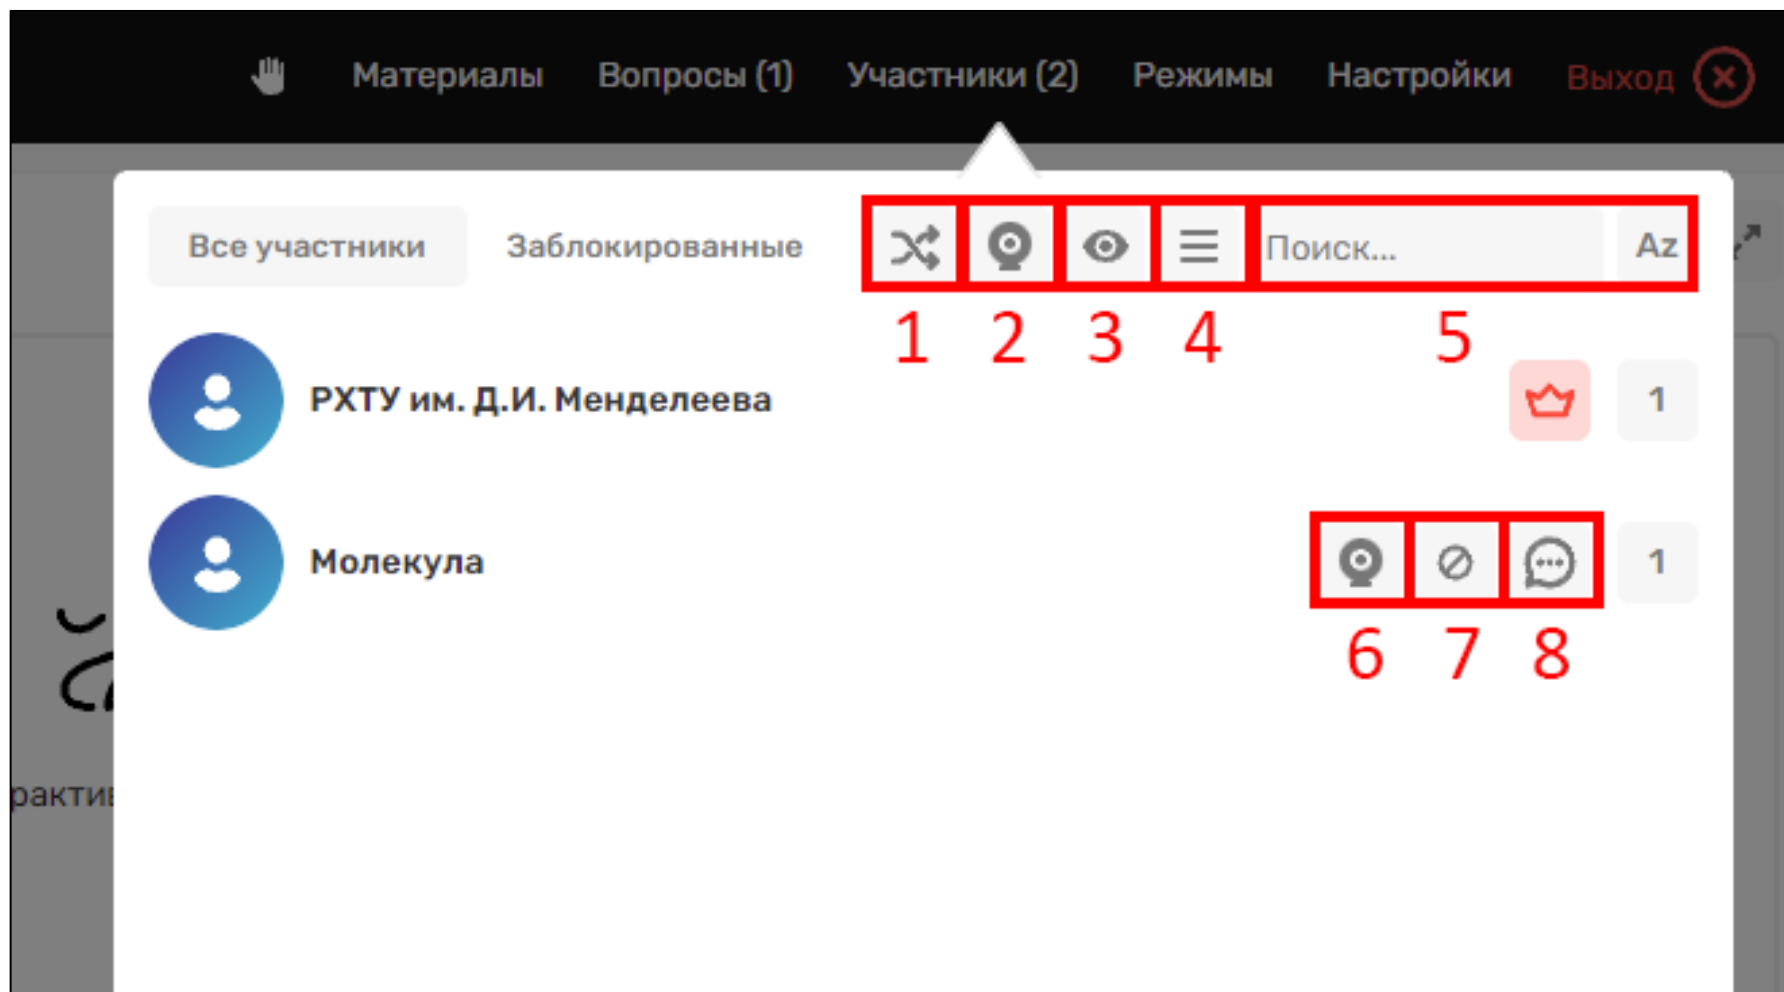 Материалы Вопросы (1) Участники (2) Режимы Настройки Выход
Все участники Заблокированные Поиск... Az
1 2 3 4 5
РХТУ им. Д.И. Менделеева 1
Молекула 1
6 7 8
рактив